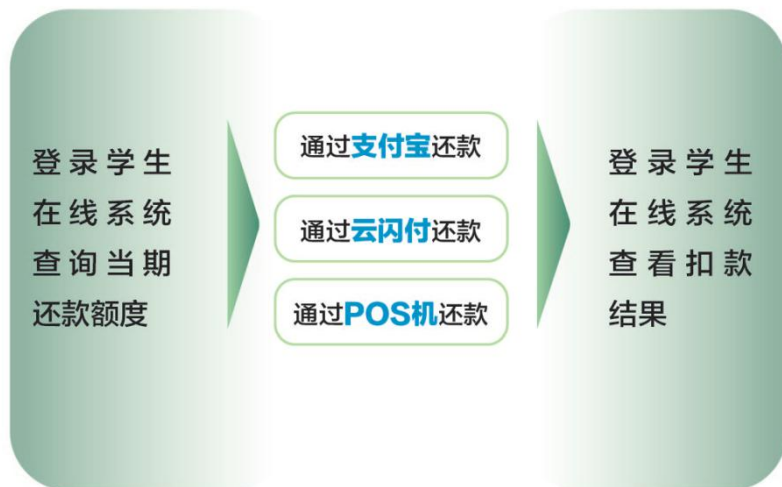 登录学生
在线系统
查询当期
还款额度
通过支付宝还款
通过云闪付还款
通过POS机还款
登录学生
在线系统
查看扣款
结果